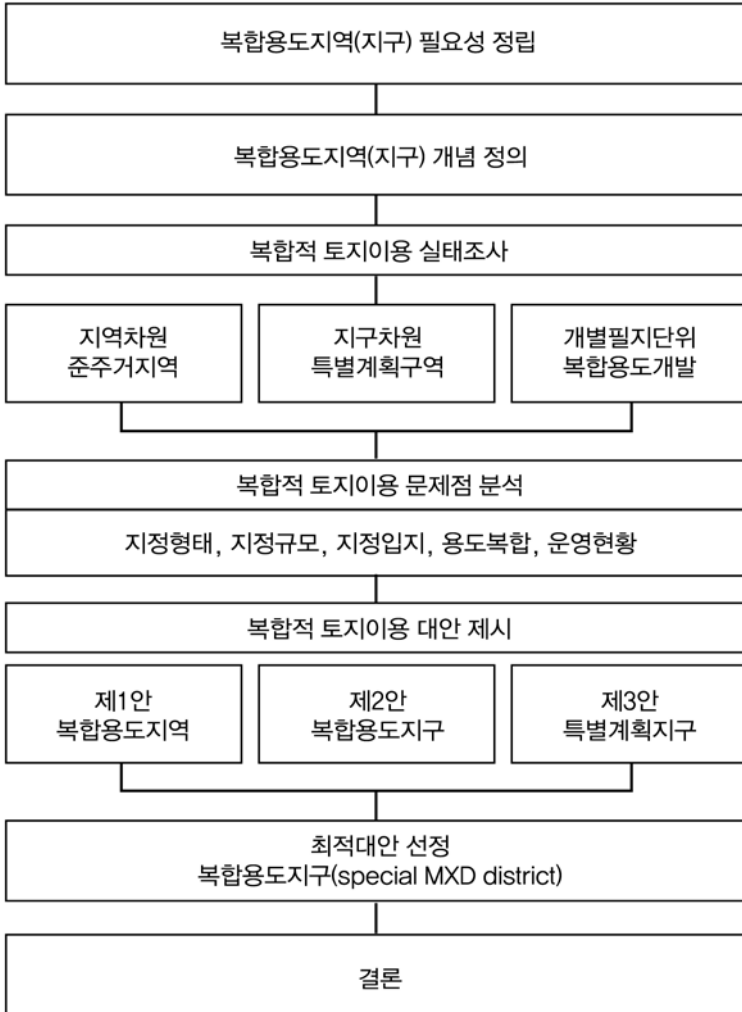 복합용도지역(지구) 필요성 정립
복합용도지역(지구) 개념 정의
복합적 토지이용 실태조사
지역차원
준주거지역
지구차원
특별계획구역
개별필지단위
복합용도개발
복합적 토지이용 문제점 분석
지정형태, 지정규모, 지정입지, 용도복합, 운영현황
복합적 토지이용 대안 제시
제1안
복합용도지역
제2안
복합용도지구
제3안
특별계획지구
최적대안 선정
복합용도지구(special MXD district)
결론